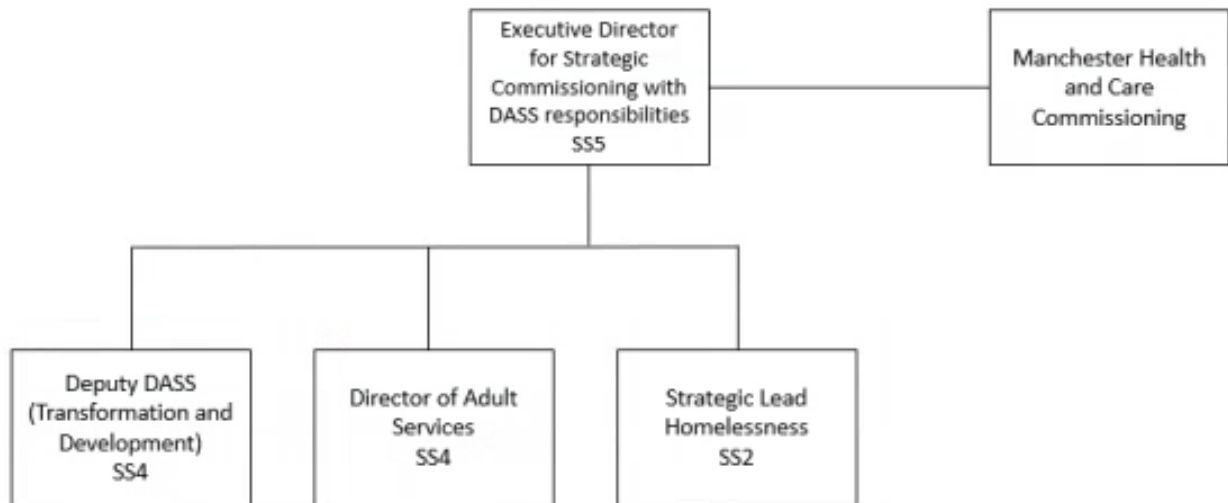 Executive Director
for Strategic
Commissioning with
DASS responsibilities
SS5
Manchester Health
and Care
Commissioning
Deputy DASS
(Transformation and
Development)
SS4
Director of Adult
Services
SS4
Strategic Lead
Homelessness
SS2